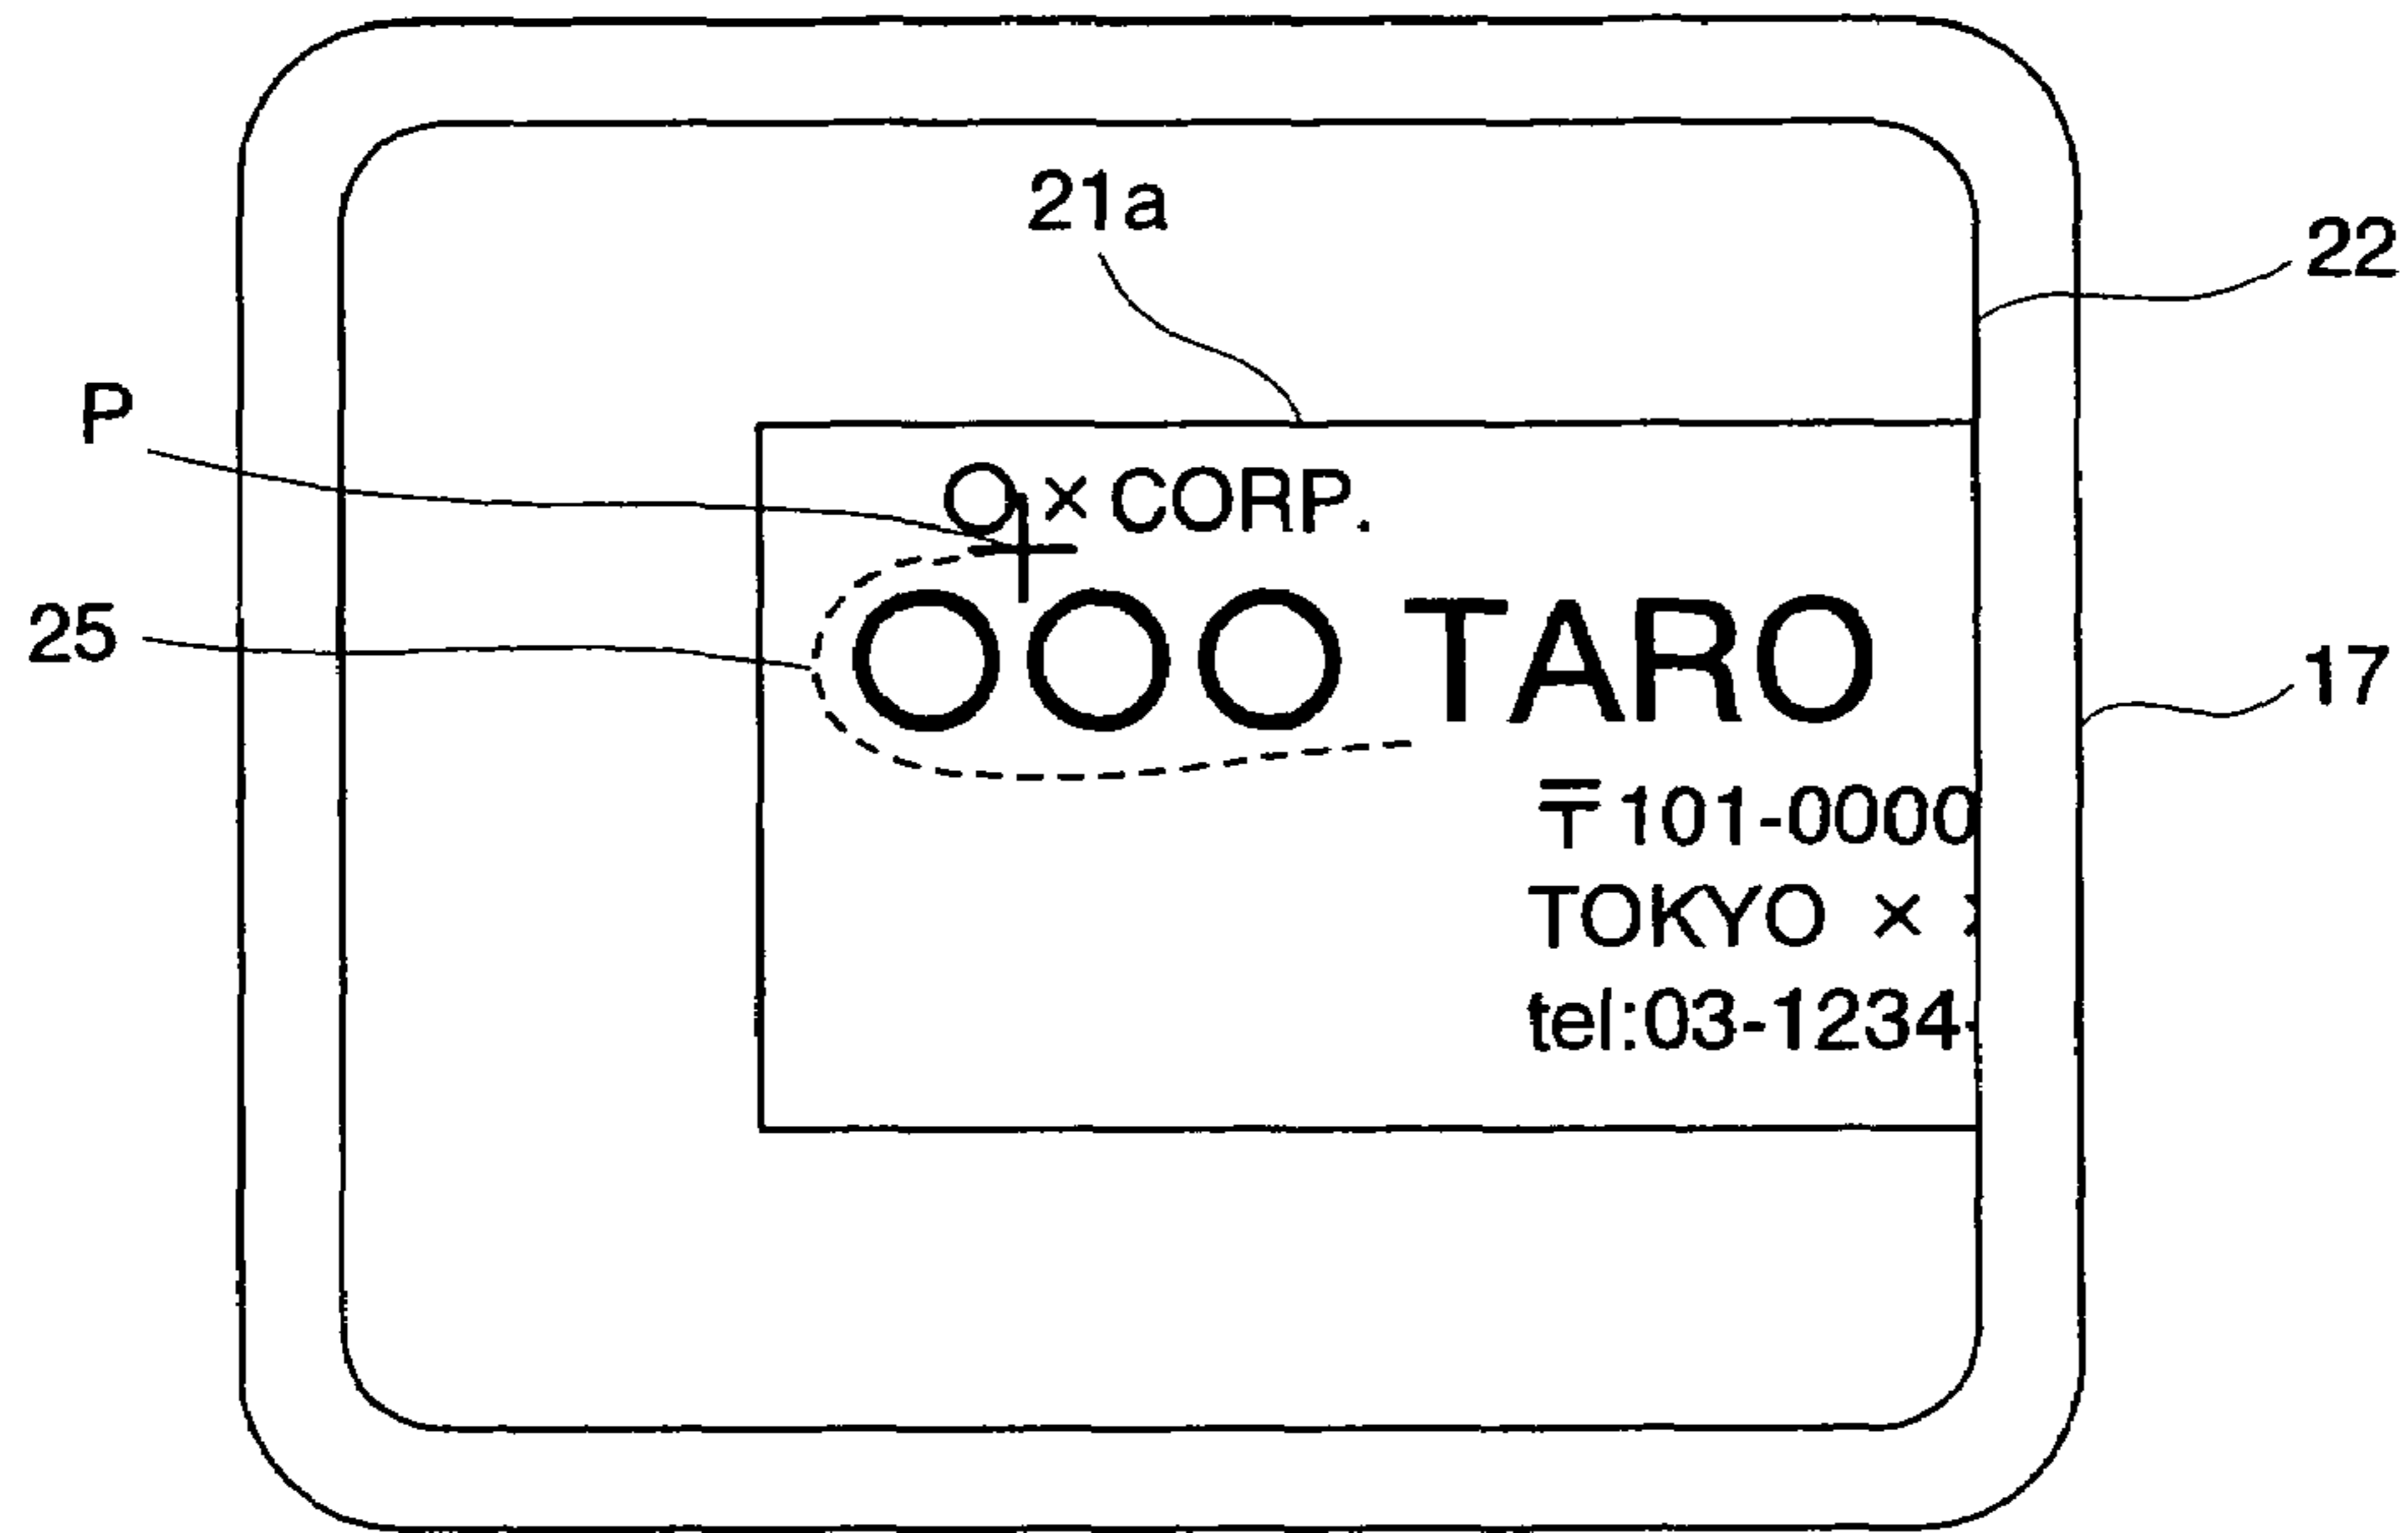 21a
22
P
○×CORP.
25
○○○ TARO
17
〒101-0000
TOKYO ×
tel:03-1234-